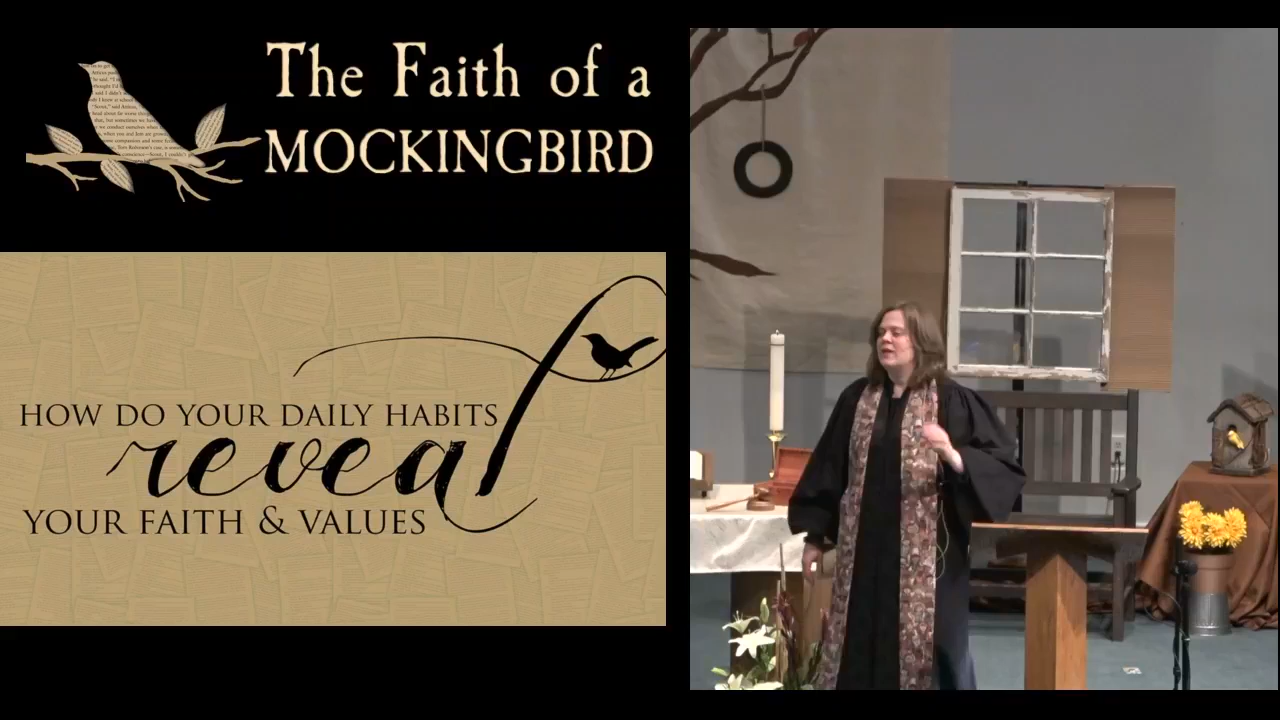 The Faith of a
MOCKINGBIRD
HOW DO YOUR DAILY HABITS
reveal
YOUR FAITH & VALUES